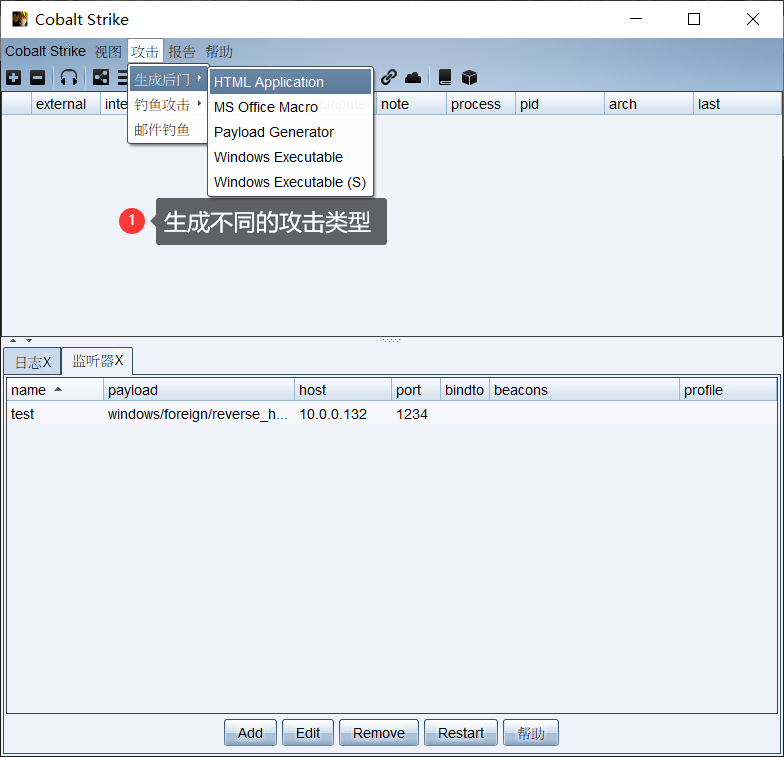 Cobalt Strike
Cobalt Strike 视图 攻击 报告 帮助
生成后门 HTML Application
钓鱼攻击 MS Office Macro
邮件钓鱼 Payload Generator
Windows Executable
Windows Executable (S)
external inte computer note process pid arch last
1 生成不同的攻击类型
日志X 监听器X
name payload host port bindto beacons profile
test windows/foreign/reverse_h... 10.0.0.132 1234
Add Edit Remove Restart 帮助